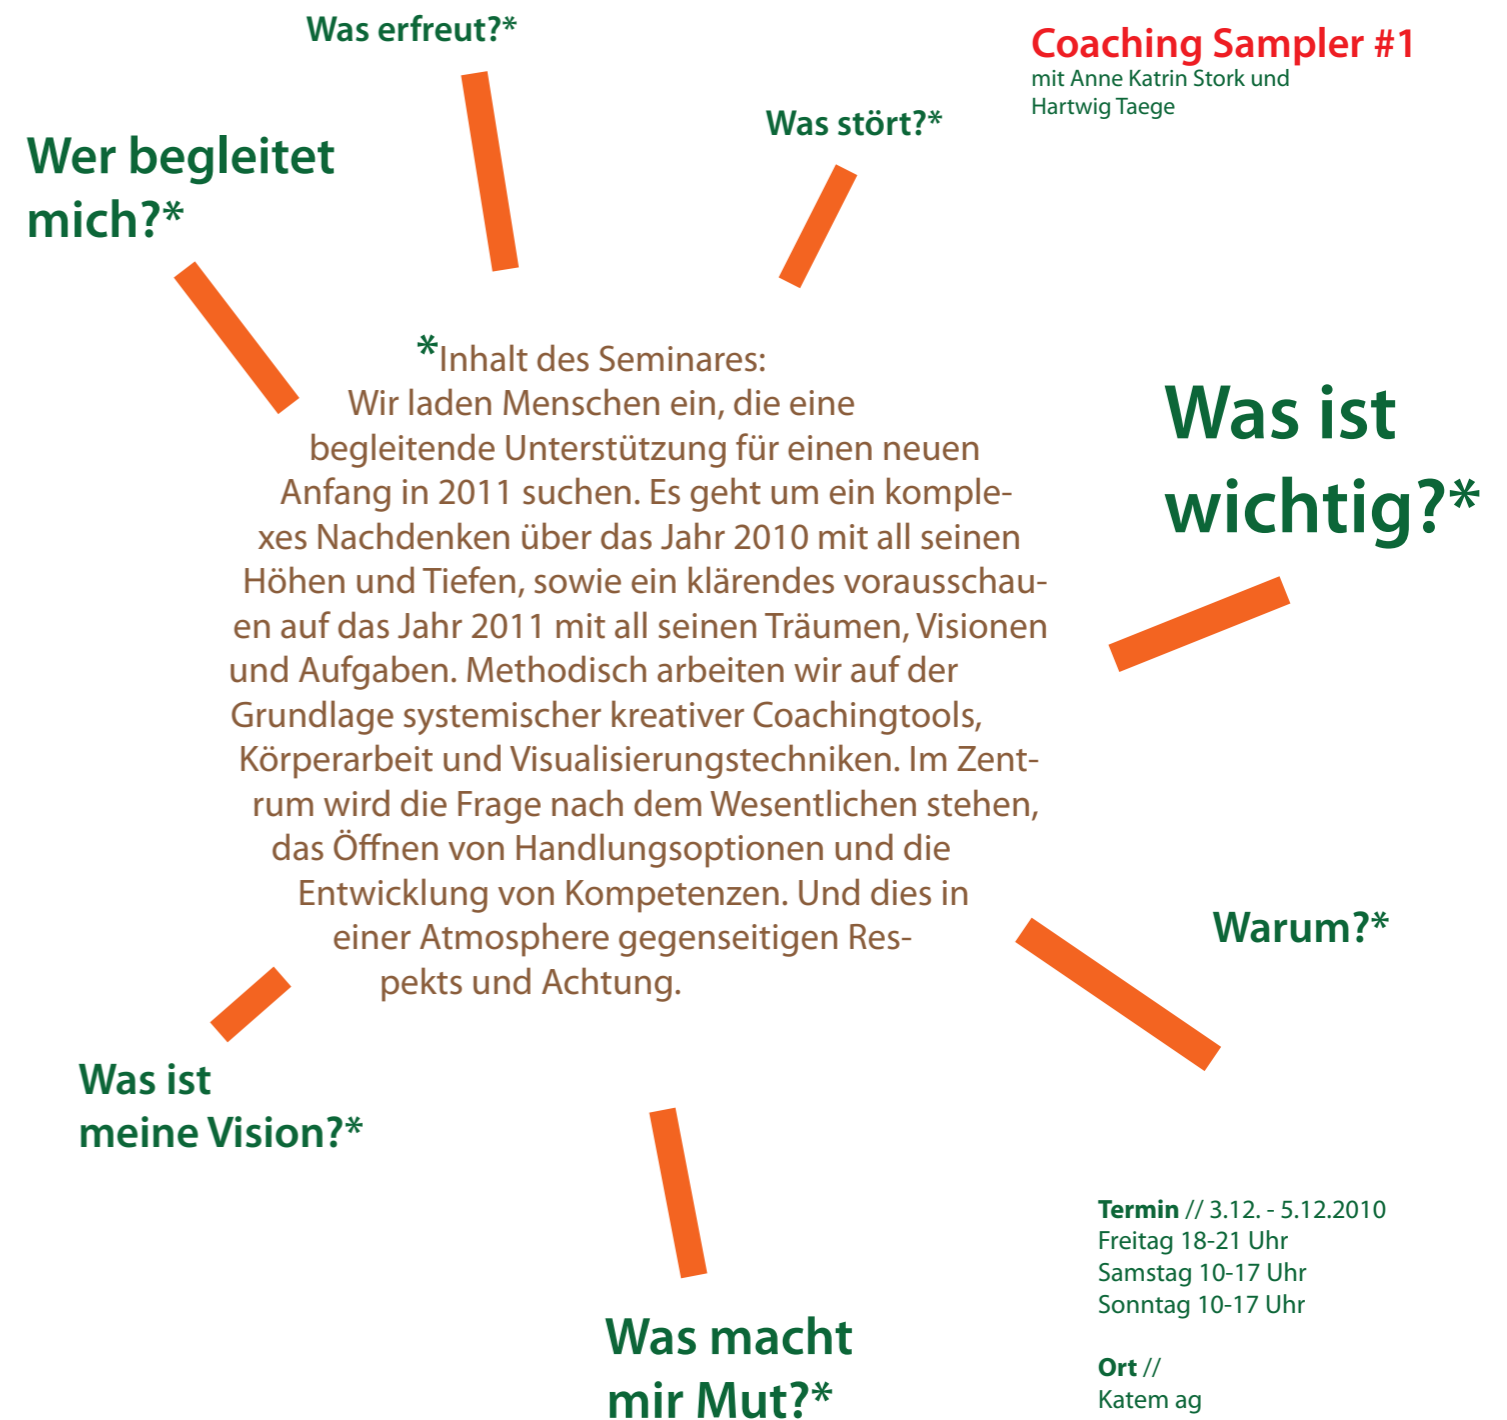 Was erfreut?*
Coaching Sampler #1
mit Anne Katrin Stork und
Hartwig Taege
Was stört?*
Wer begleitet
mich?*
*Inhalt des Seminares:
Wir laden Menschen ein, die eine
begleitende Unterstützung für einen neuen
Anfang in 2011 suchen. Es geht um ein komple-
xes Nachdenken über das Jahr 2010 mit all seinen
Höhen und Tiefen, sowie ein klärendes vorausschau-
en auf das Jahr 2011 mit all seinen Träumen, Visionen
und Aufgaben. Methodisch arbeiten wir auf der
Grundlage systemischer kreativer Coachingtools,
Körperarbeit und Visualisierungstechniken. Im Zent-
rum wird die Frage nach dem Wesentlichen stehen,
das Öffnen von Handlungsoptionen und die
Entwicklung von Kompetenzen. Und dies in
einer Atmosphere gegenseitigen Res-
pekts und Achtung.
Was ist
wichtig?*
Warum?*
Was ist
meine Vision?*
Was macht
mir Mut?*
Termin // 3.12. - 5.12.2010
Freitag 18-21 Uhr
Samstag 10-17 Uhr
Sonntag 10-17 Uhr
Ort //
Katem ag